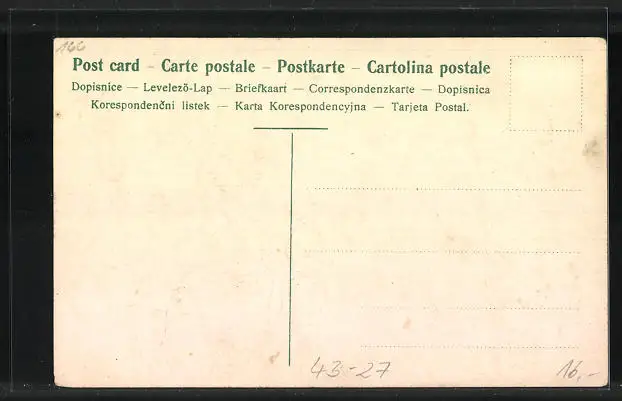 166
Post card – Carte postale – Postkarte – Cartolina postale
Dopisnice — Levelező-Lap — Briefkaart — Correspondenzkarte — Dopisnica
Korespondenční listek — Karta Korespondencyjna — Tarjeta Postal.
43-27
16,-